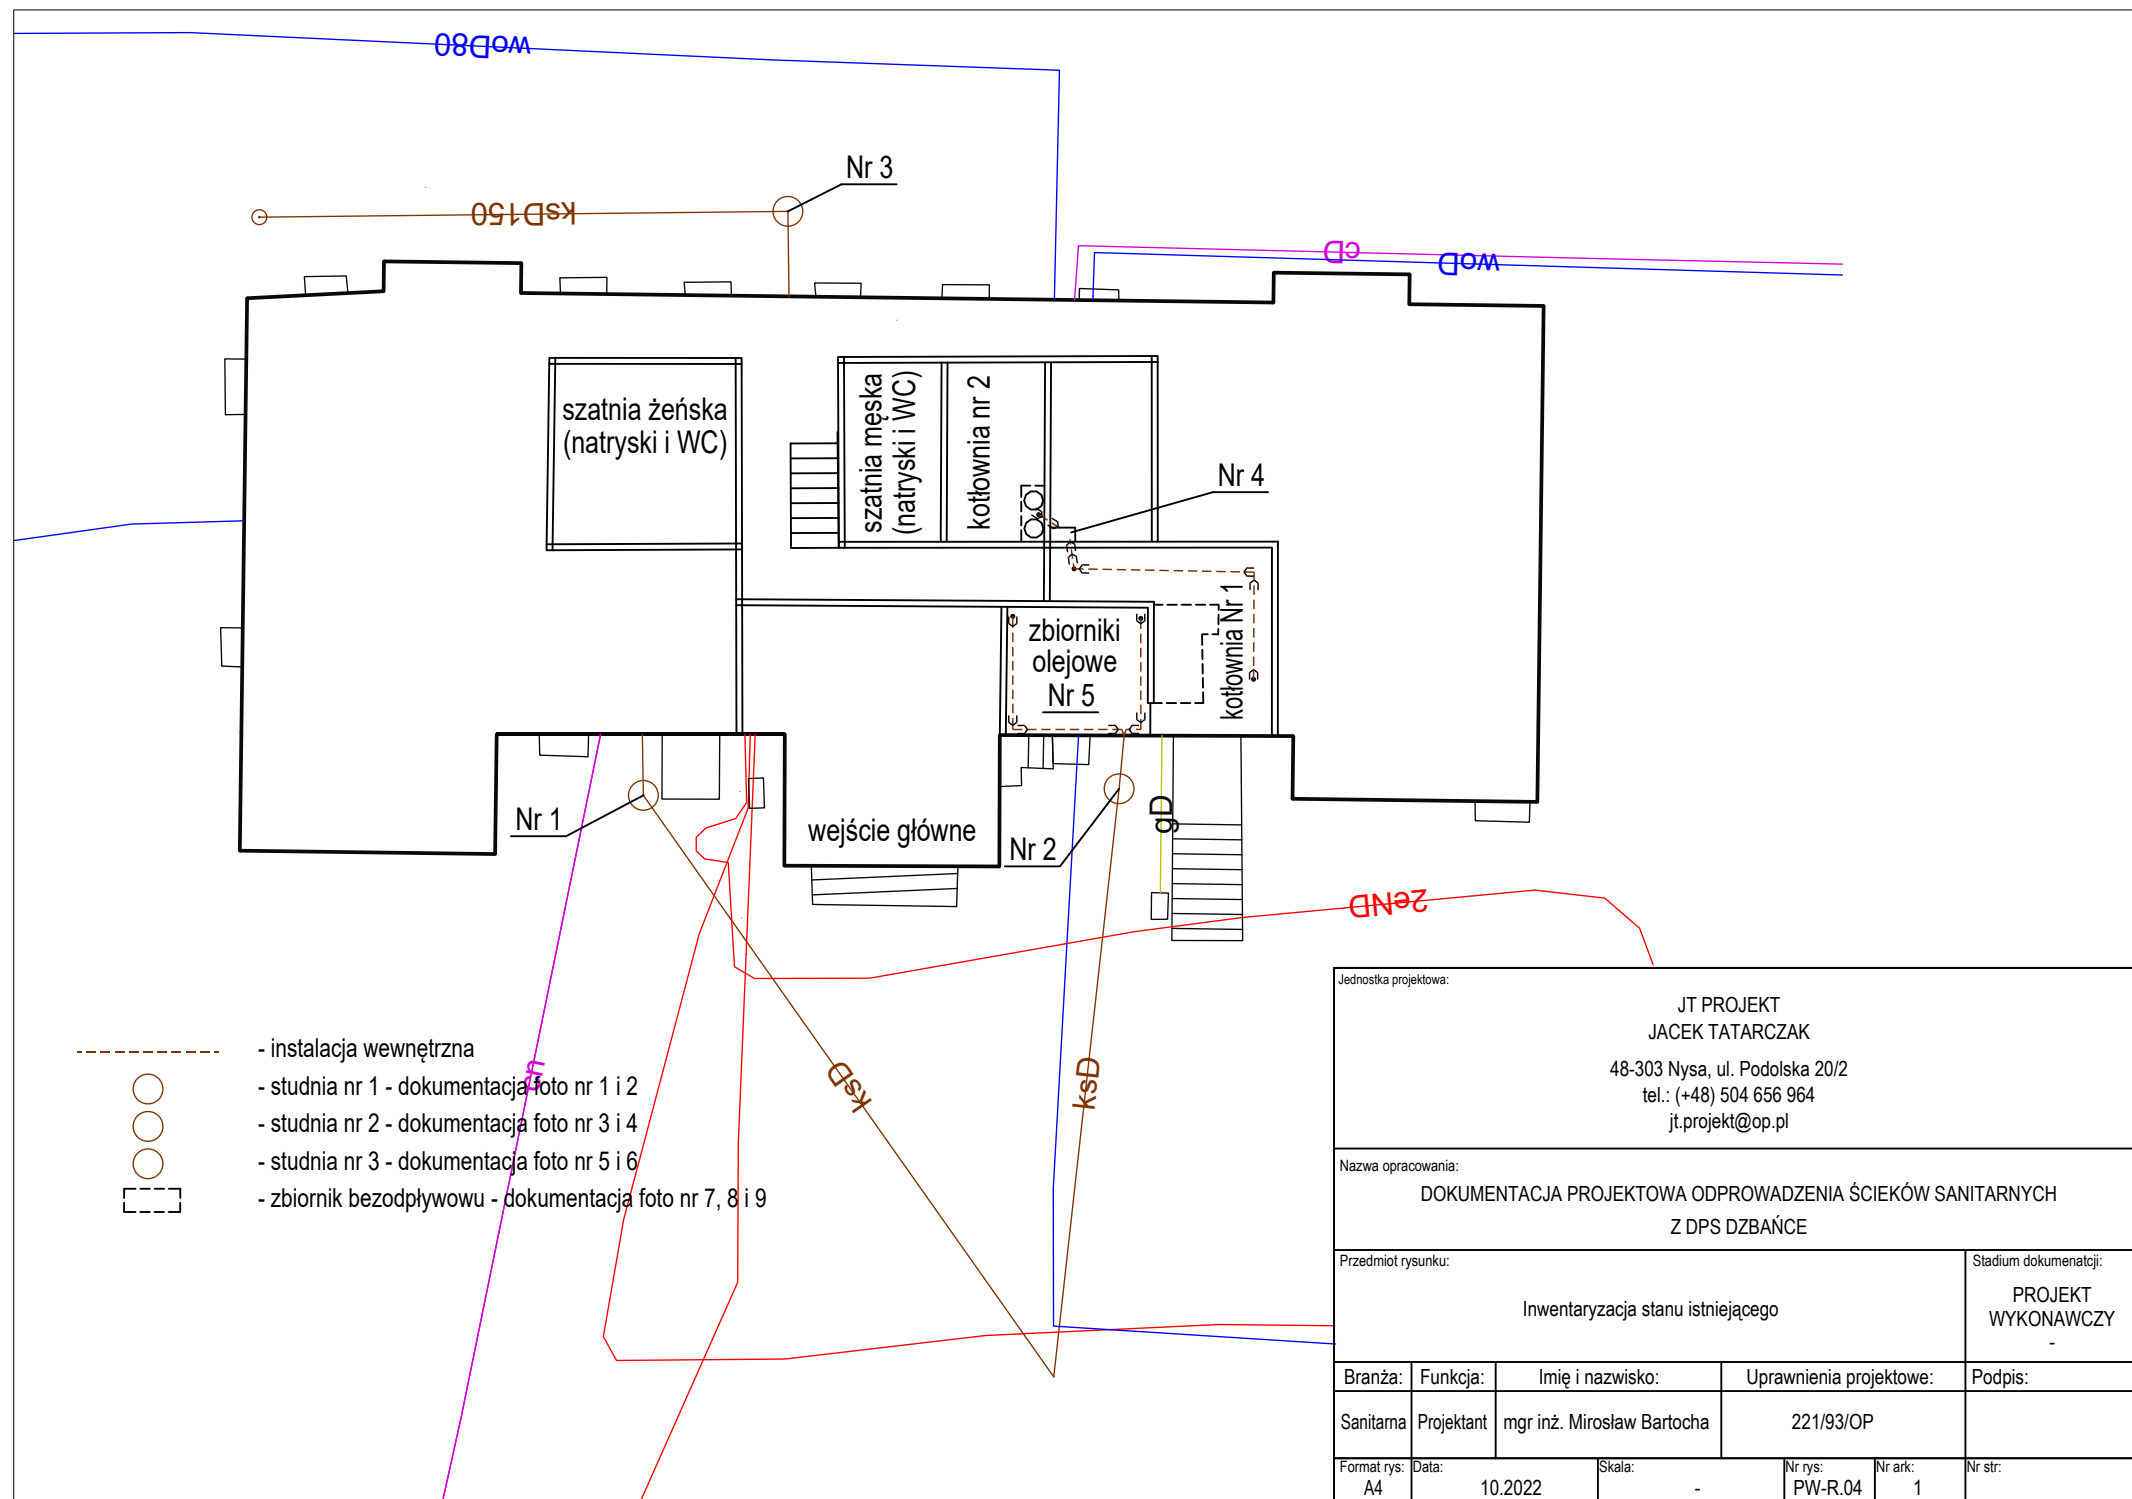 woD80
Nr 3
ksD150
cD
woD
szatnia żeńska
(natryski i WC)
szatnia męska
(natryski i WC)
kotłownia nr 2
Nr 4
zbiorniki
olejowe
Nr 5
kotłownia Nr 1
Nr 1
wejście główne
Nr 2
gD
2eND
ksD
ksD
- instalacja wewnętrzna
- studnia nr 1 - dokumentacja foto nr 1 i 2
- studnia nr 2 - dokumentacja foto nr 3 i 4
- studnia nr 3 - dokumentacja foto nr 5 i 6
- zbiornik bezodpływowu - dokumentacja foto nr 7, 8 i 9
Jednostka projektowa:
JT PROJEKT
JACEK TATARCZAK
48-303 Nysa, ul. Podolska 20/2
tel.: (+48) 504 656 964
jt.projekt@op.pl
Nazwa opracowania:
DOKUMENTACJA PROJEKTOWA ODPROWADZENIA ŚCIEKÓW SANITARNYCH
Z DPS DZBAŃCE
Przedmiot rysunku:
Inwentaryzacja stanu istniejącego
Stadium dokumenatcji:
PROJEKT
WYKONAWCZY
-
Branża: Funkcja: Imię i nazwisko: Uprawnienia projektowe: Podpis:
Sanitarna Projektant mgr inż. Mirosław Bartocha 221/93/OP
Format rys: Data: Skala: Nr rys: Nr ark: Nr str:
A4 10.2022 - PW-R.04 1